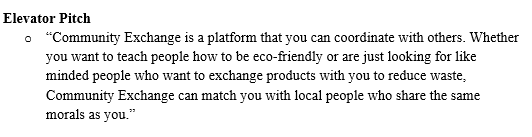 Elevator Pitch
o “Community Exchange is a platform that you can coordinate with others. Whether
you want to teach people how to be eco-friendly or are just looking for like
minded people who want to exchange products with you to reduce waste,
Community Exchange can match you with local people who share the same
morals as you.”